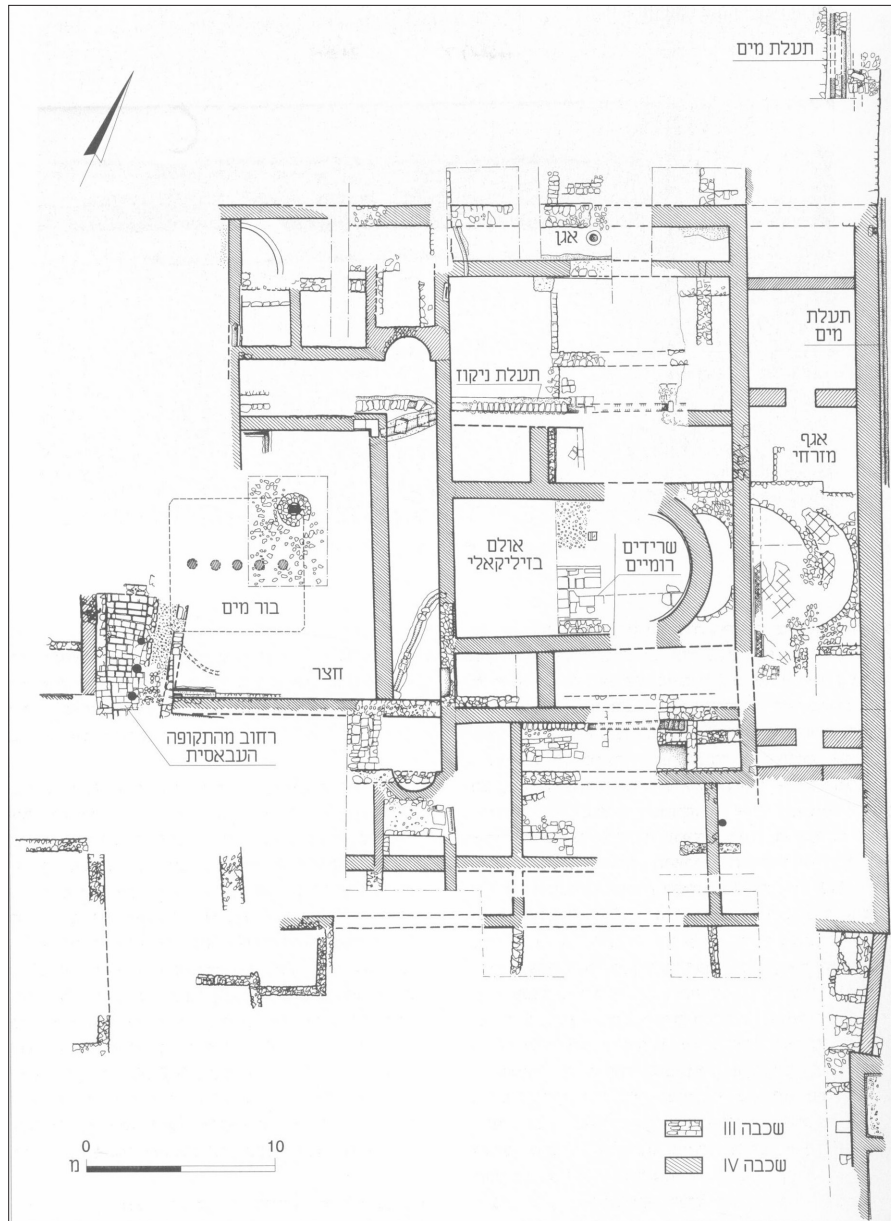 תעלת מים
אגן
תעלת
מים
תעלת ניקוז
אגף
מזרחי
אולם
בזיליקאלי
שרידים
רומיים
בור מים
חצר
רחוב מהתקופה
העבאסית
שכבה III
שכבה IV
0 10
מ